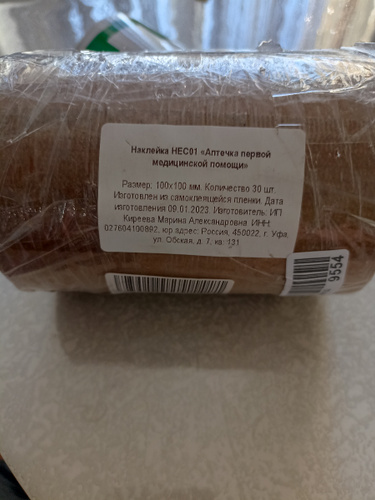 Наклейка НЕС01 «Аптечка первой
медицинской помощи»
Размер: 100х100 мм. Количество 30 шт.
Изготовлен из самоклеящейся пленки. Дата
изготовления 09.01.2023. Изготовитель: ИП
Киреева Марина Александровна. ИНН:
027604100892, юр.адрес: Россия, 450022, г. Уфа,
ул. Обская, д. 7, кв. 131
9554